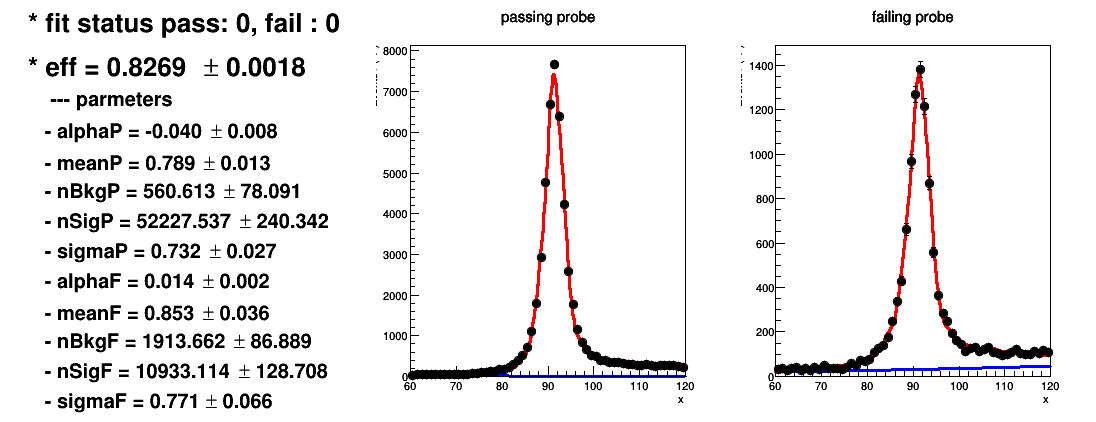 * fit status pass: 0, fail : 0
* eff = 0.8269 ± 0.0018
--- parmeters
- alphaP = -0.040 ± 0.008
- meanP = 0.789 ± 0.013
- nBkgP = 560.613 ± 78.091
- nSigP = 52227.537 ± 240.342
- sigmaP = 0.732 ± 0.027
- alphaF = 0.014 ± 0.002
- meanF = 0.853 ± 0.036
- nBkgF = 1913.662 ± 86.889
- nSigF = 10933.114 ± 128.708
- sigmaF = 0.771 ± 0.066
passing probe
8000
7000
6000
5000
4000
3000
2000
1000
0
60 70 80 90 100 110 120
x
failing probe
1400
1200
1000
800
600
400
200
0
60 70 80 90 100 110 120
x